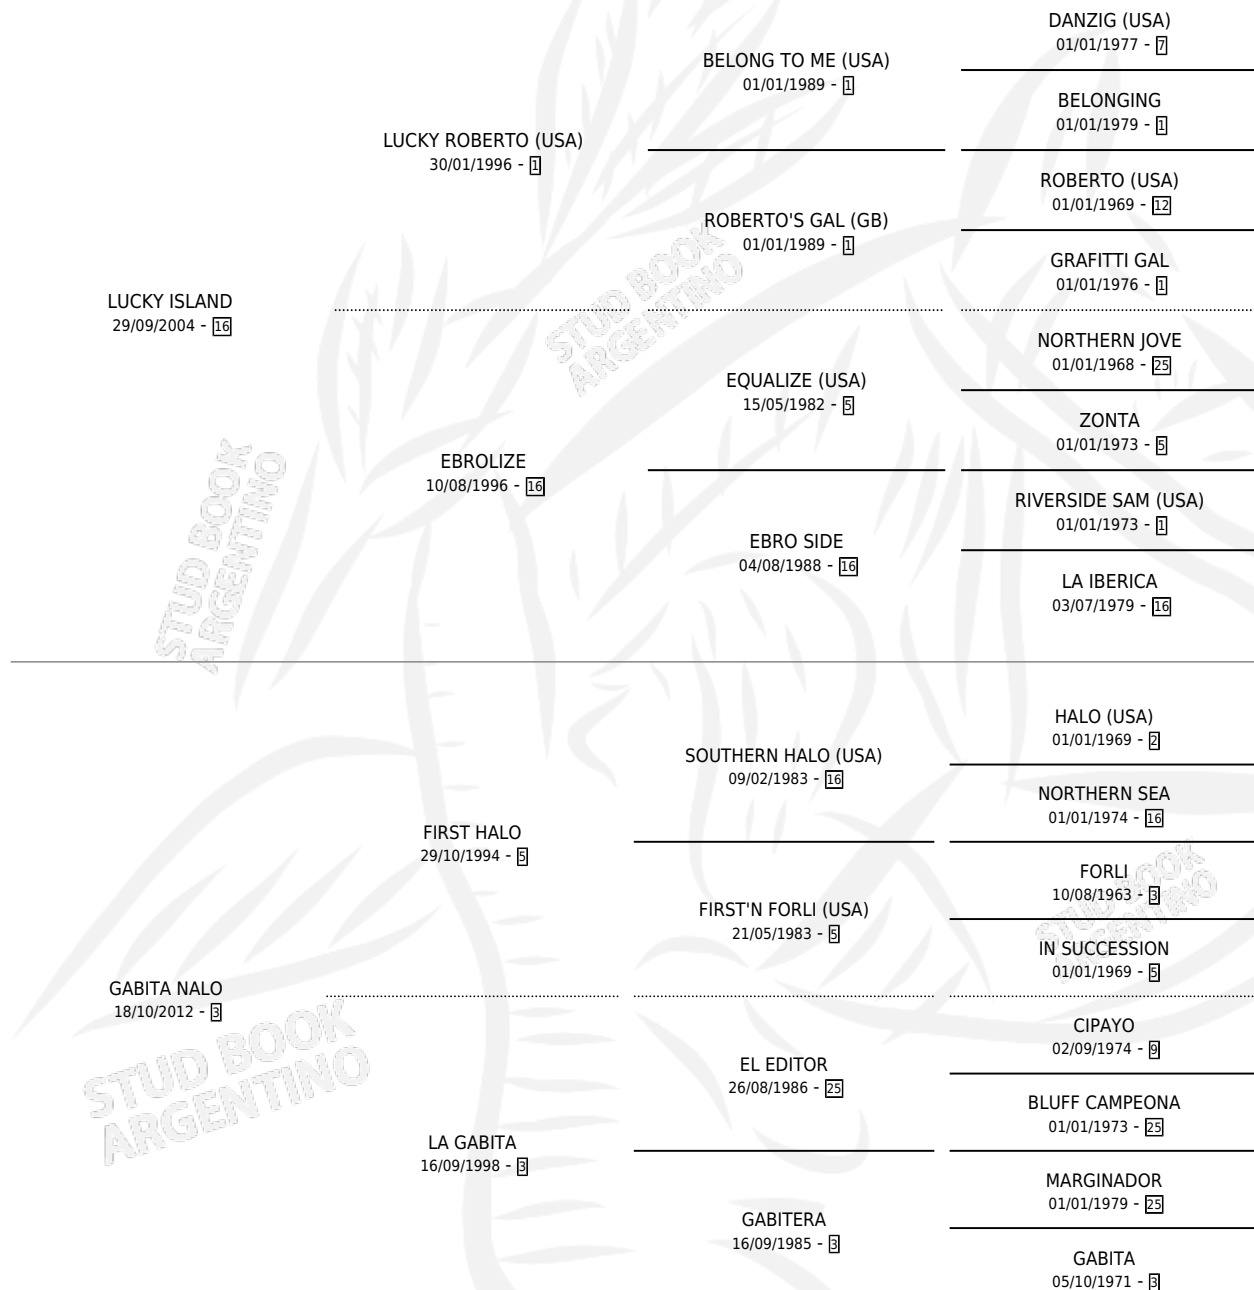 DANZIG (USA)
01/01/1977 - 7
BELONG TO ME (USA)
01/01/1989 - 1
BELONGING
01/01/1979 - 1
LUCKY ROBERTO (USA)
30/01/1996 - 1
ROBERTO (USA)
01/01/1969 - 12
ROBERTO'S GAL (GB)
01/01/1989 - 1
GRAFITTI GAL
01/01/1976 - 1
LUCKY ISLAND
29/09/2004 - 16
NORTHERN JOVE
01/01/1968 - 25
EQUALIZE (USA)
15/05/1982 - 5
ZONTA
01/01/1973 - 5
EBROLIZE
10/08/1996 - 16
RIVERSIDE SAM (USA)
01/01/1973 - 1
EBRO SIDE
04/08/1988 - 16
LA IBERICA
03/07/1979 - 16
STUD BOOK
ARGENTINO
STUD BOOK
ARGENTINO
HALO (USA)
01/01/1969 - 2
SOUTHERN HALO (USA)
09/02/1983 - 16
NORTHERN SEA
01/01/1974 - 16
FIRST HALO
29/10/1994 - 5
FORLI
10/08/1963 - 3
FIRST'N FORLI (USA)
21/05/1983 - 5
IN SUCCESSION
01/01/1969 - 5
STUD BOOK
ARGENTINO
GABITA NALO
18/10/2012 - 3
CIPAYO
02/09/1974 - 9
EL EDITOR
26/08/1986 - 25
BLUFF CAMPEONA
01/01/1973 - 25
LA GABITA
16/09/1998 - 3
MARGINADOR
01/01/1979 - 25
GABITERA
16/09/1985 - 3
GABITA
05/10/1971 - 3
STUD BOOK
ARGENTINO